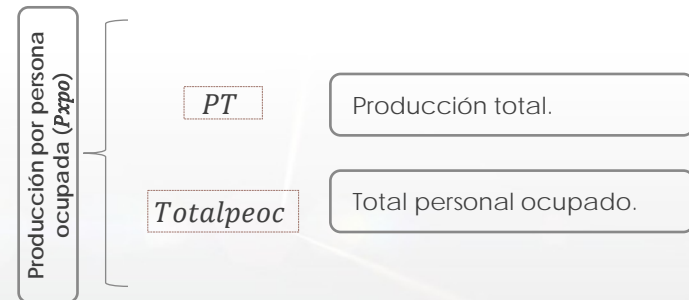 Producción por persona
ocupada (Pxpo)
PT
Producción total.
Totalpeoc
Total personal ocupado.